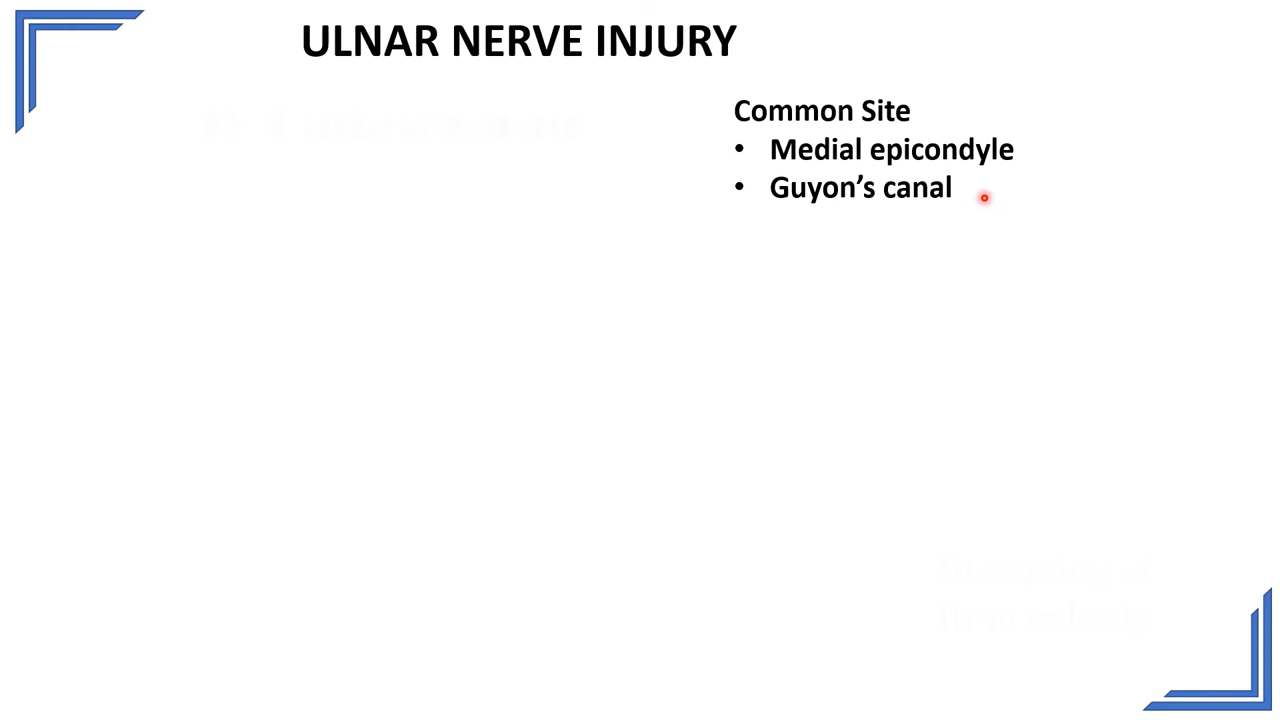 ULNAR NERVE INJURY
Common Site
• Medial epicondyle
• Guyon’s canal